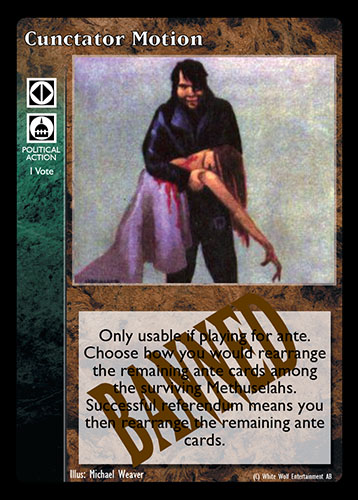 Cunctator Motion
POLITICAL
ACTION
1 Vote
BANNED
Only usable if playing for ante.
Choose how you would rearrange
the remaining ante cards among
the surviving Methuselahs.
Successful referendum means you
then rearrange the remaining ante
cards.
Illus: Michael Weaver
(C) White Wolf Entertainment AB